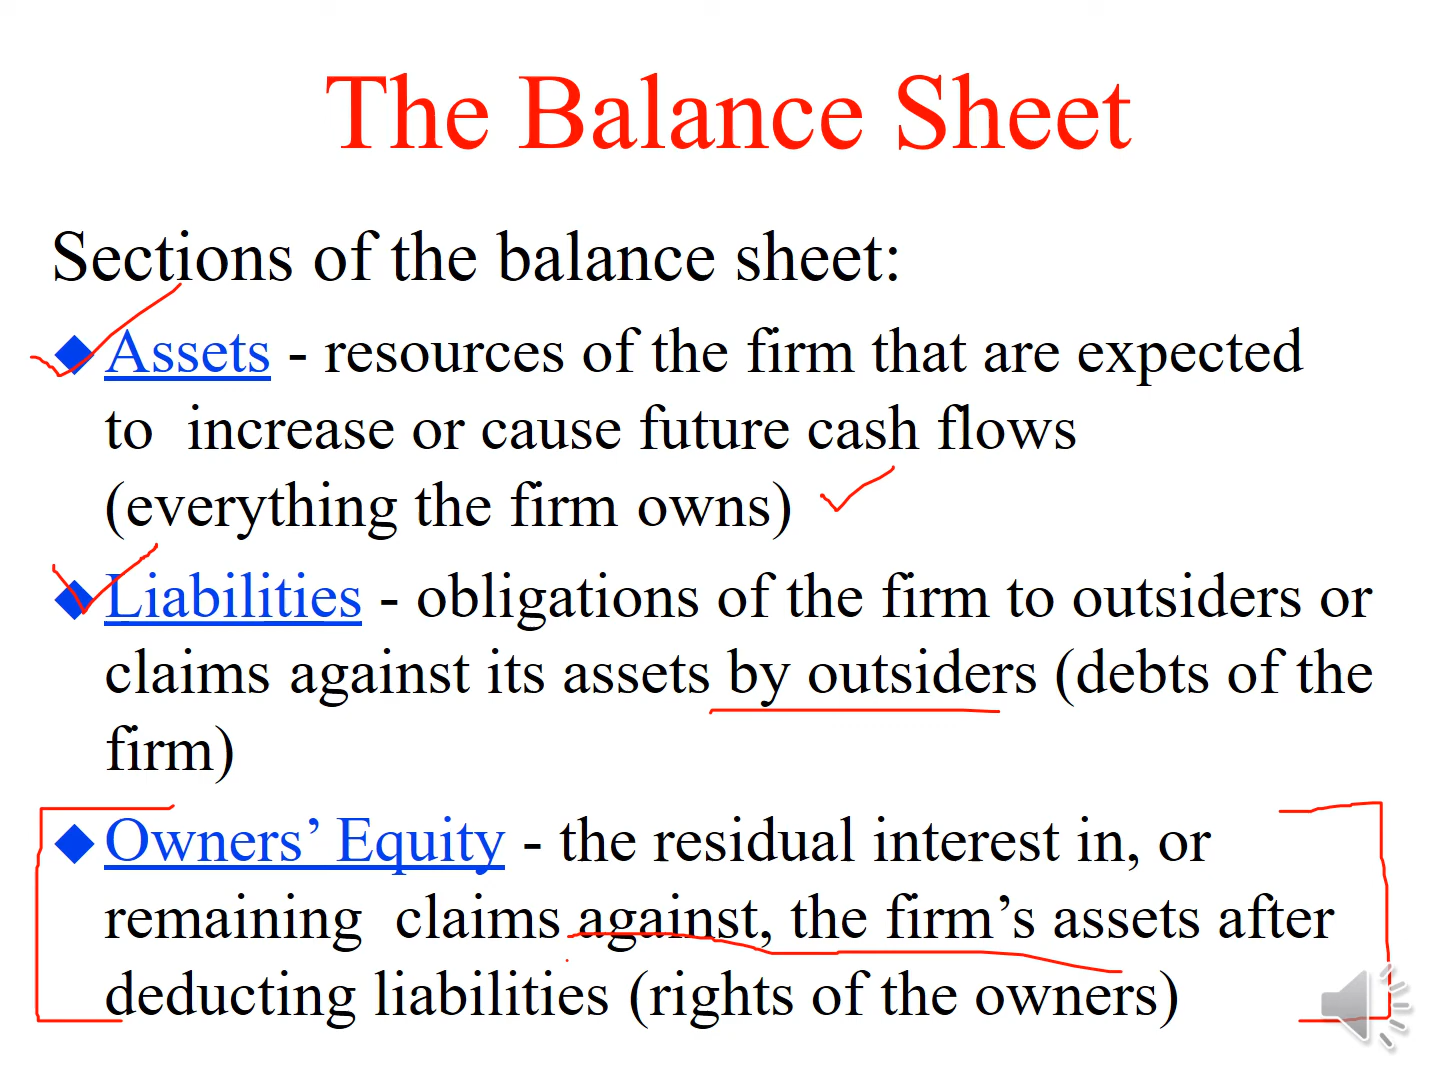 The Balance Sheet
Sections of the balance sheet:
Assets - resources of the firm that are expected
to increase or cause future cash flows
(everything the firm owns)
Liabilities - obligations of the firm to outsiders or
claims against its assets by outsiders (debts of the
firm)
Owners’ Equity - the residual interest in, or
remaining claims against, the firm’s assets after
deducting liabilities (rights of the owners)